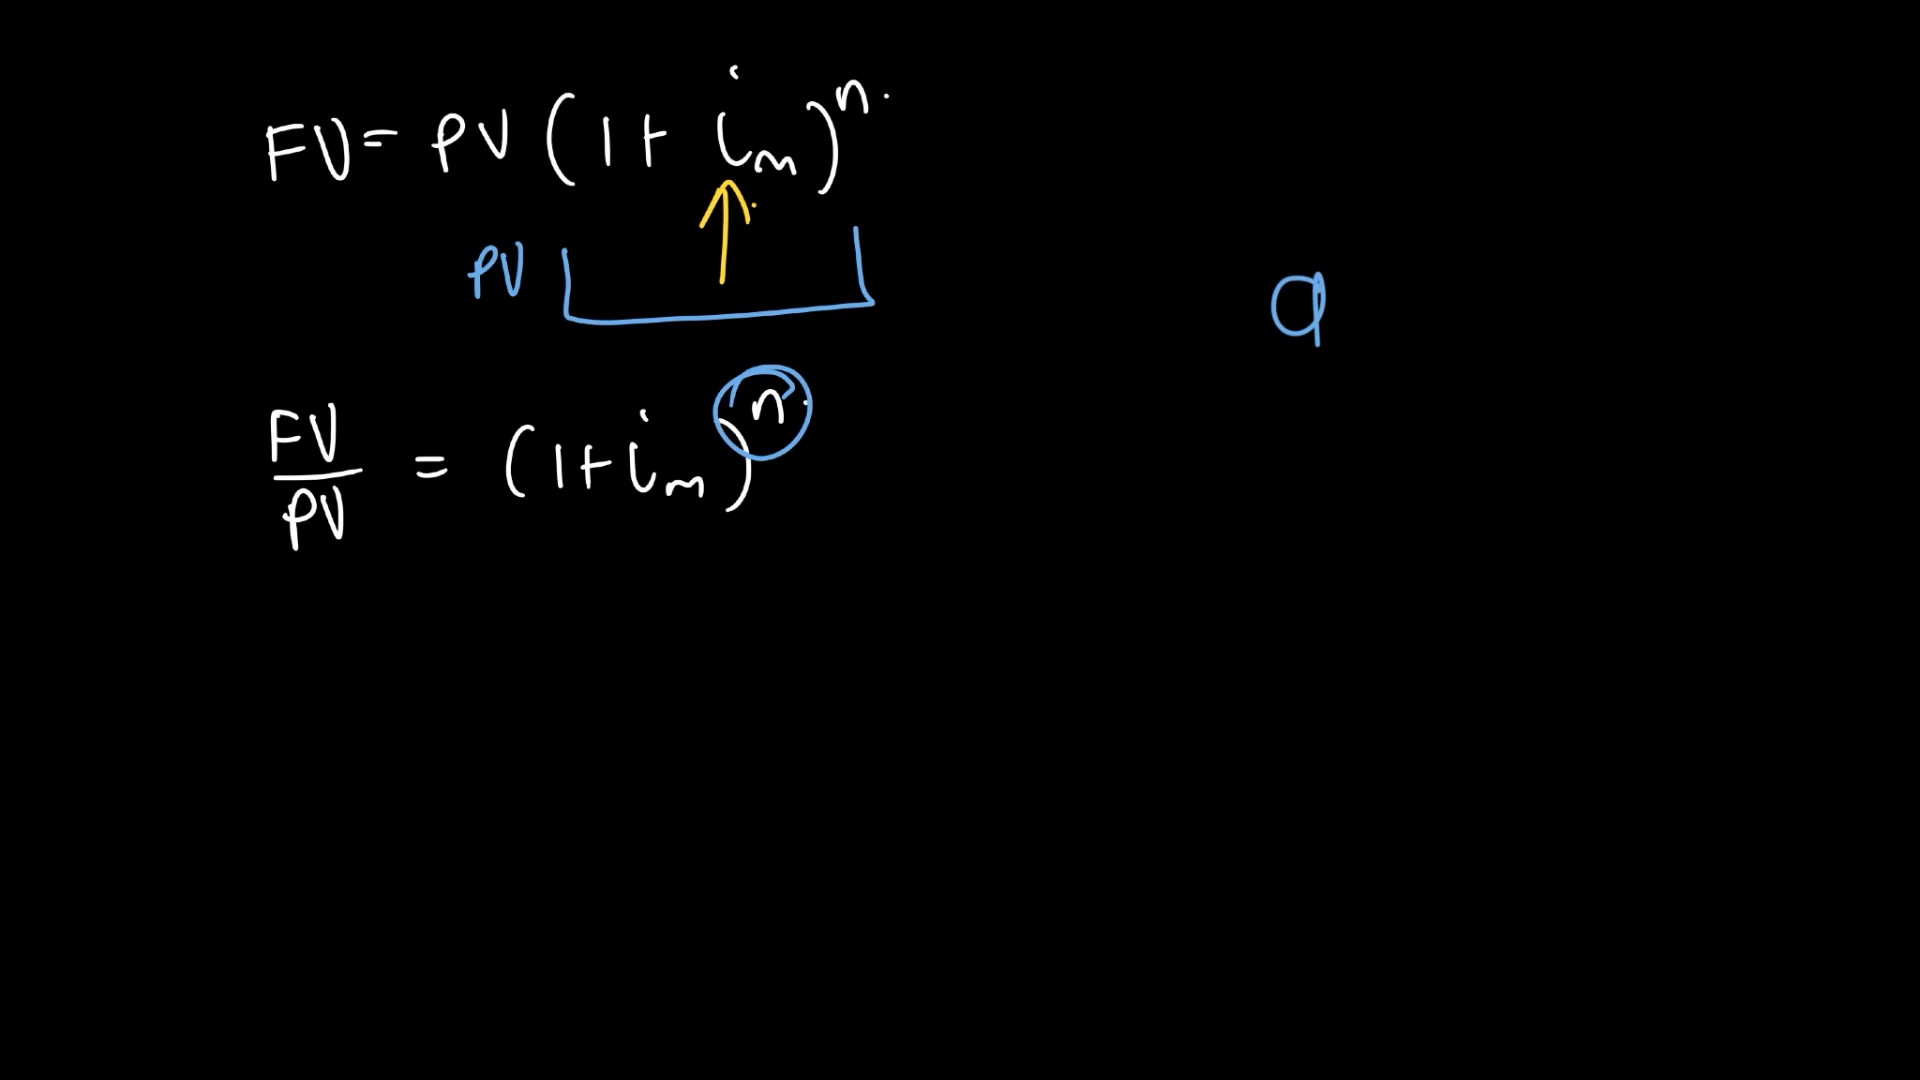 FV = PV (1 + i_m)^n.
PV
q
FV/PV = (1 + i_m)^n.